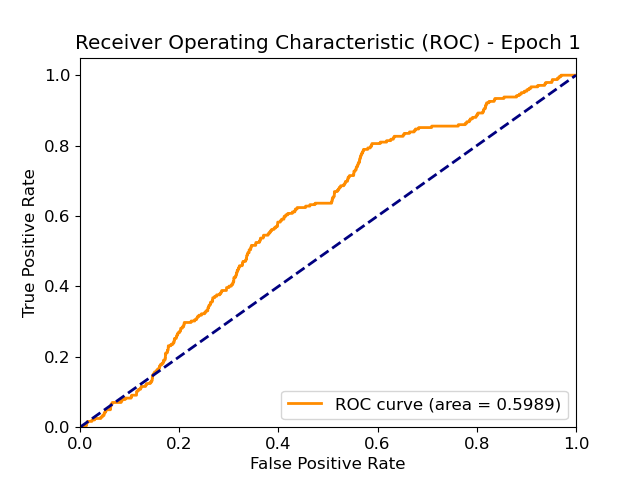 Receiver Operating Characteristic (ROC) - Epoch 1
True Positive Rate
1.0
0.8
0.6
0.4
0.2
0.0
ROC curve (area = 0.5989)
0.0 0.2 0.4 0.6 0.8 1.0
False Positive Rate